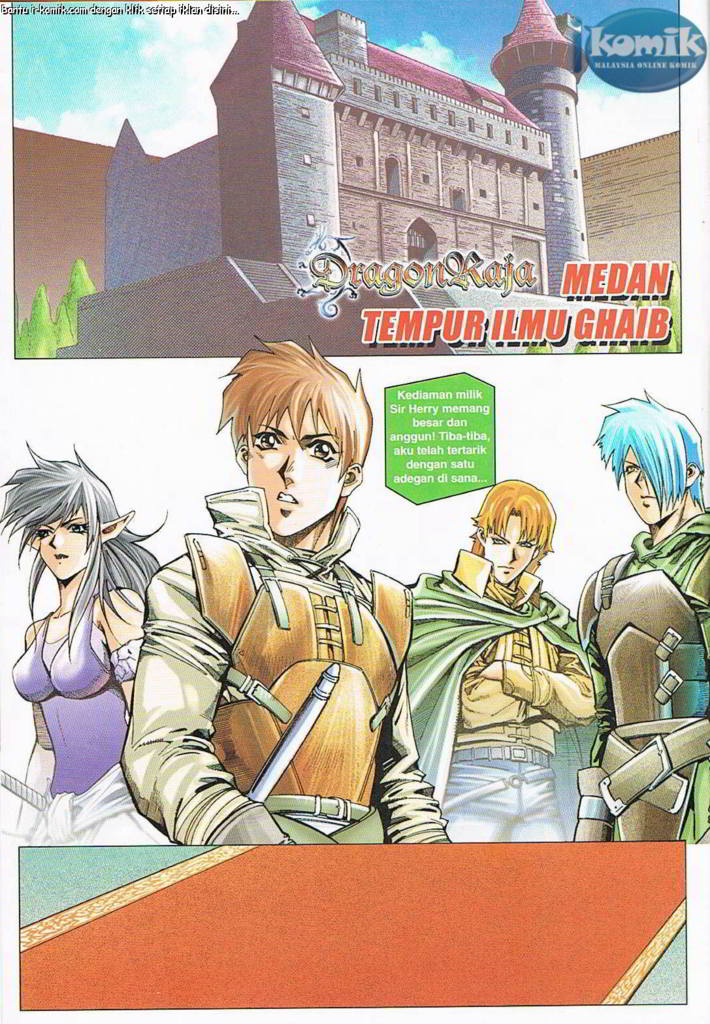 bantu i-komik.com dengan klik setiap iklan disini...
ikomik
MALAYSIA ONLINE KOMIK
DragonRaja
MEDAN
TEMPUR ILMU GHAIB
Kediaman milik
Sir Herry memang
besar dan
anggun! Tiba-tiba,
aku telah tertarik
dengan satu
adegan di sana...